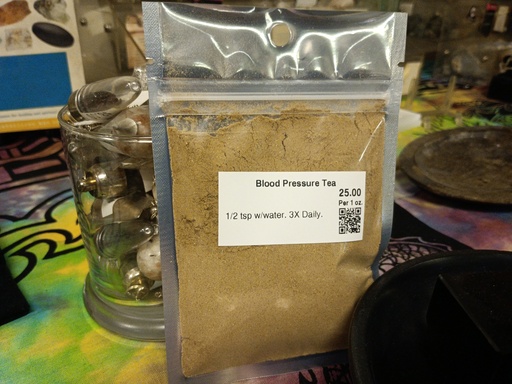 Blood Pressure Tea
25.00
Per 1 oz.
1/2 tsp w/water. 3X Daily.